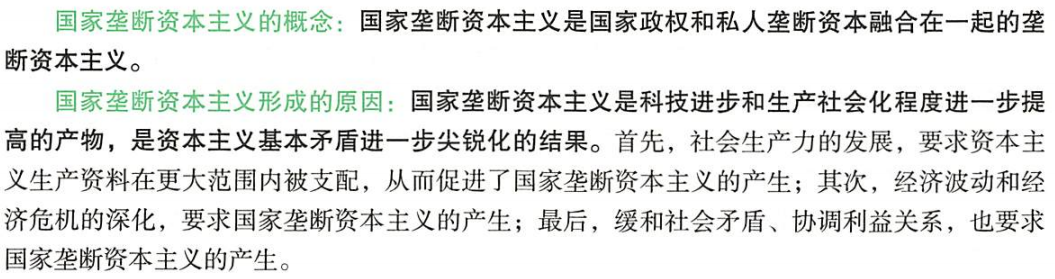 国家垄断资本主义的概念：国家垄断资本主义是国家政权和私人垄断资本融合在一起的垄
断资本主义。
国家垄断资本主义形成的原因：国家垄断资本主义是科技进步和生产社会化程度进一步提
高的产物，是资本主义基本矛盾进一步尖锐化的结果。首先，社会生产力的发展，要求资本主
义生产资料在更大范围内被支配，从而促进了国家垄断资本主义的产生；其次，经济波动和经
济危机的深化，要求国家垄断资本主义的产生；最后，缓和社会矛盾、协调利益关系，也要求
国家垄断资本主义的产生。